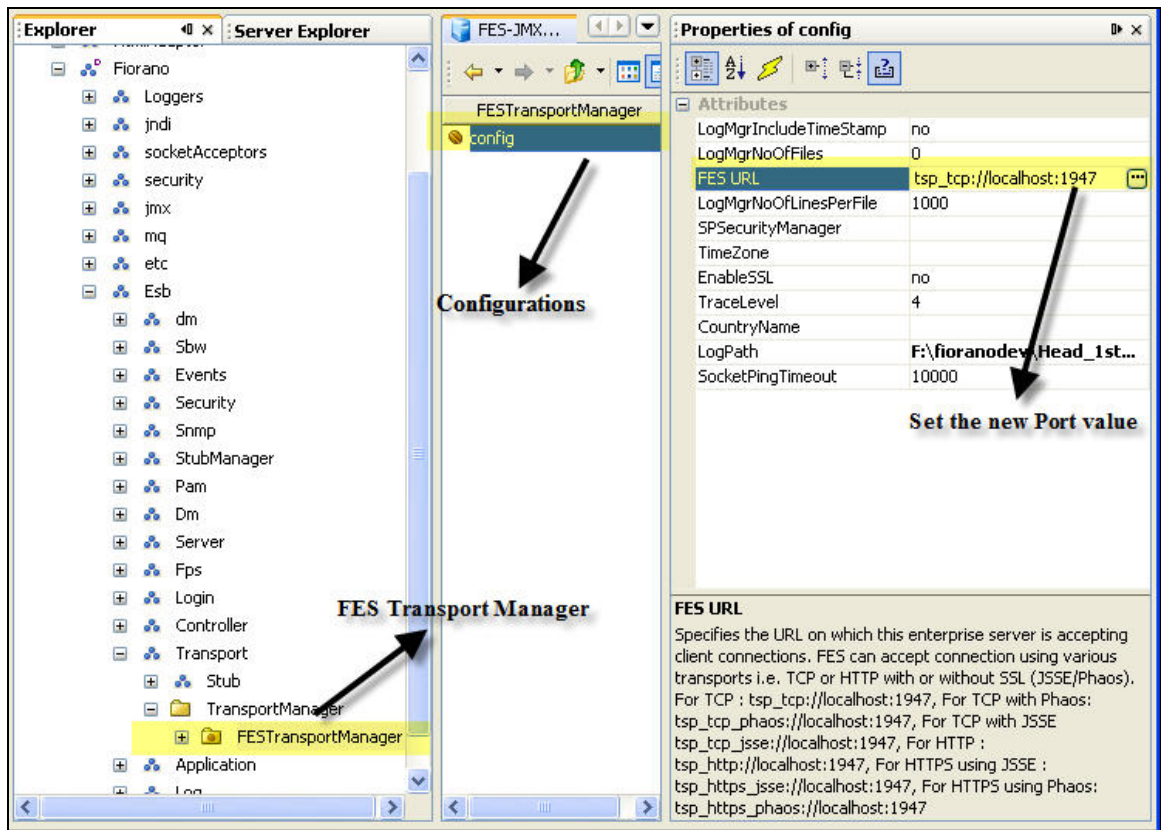 Explorer
Server Explorer
Fiorano
Loggers
jndi
socketAcceptors
security
jmx
mq
etc
Esb
dm
Sbw
Events
Security
Snmp
StubManager
Pam
Dm
Server
Fps
Login
Controller
Transport
Stub
TransportManager
FESTransportManager
Application
Log
FES Transport Manager
FES-JMX...
FESTransportManager
config
Configurations
Properties of config
Attributes
LogMgrIncludeTimeStamp no
LogMgrNoOfFiles 0
FES URL tsp_tcp://localhost:1947
LogMgrNoOfLinesPerFile 1000
SPSecurityManager
TimeZone
EnableSSL no
TraceLevel 4
CountryName
LogPath F:\fioranodev\Head_1st...
SocketPingTimeout 10000
Set the new Port value
FES URL
Specifies the URL on which this enterprise server is accepting
client connections. FES can accept connection using various
transports i.e. TCP or HTTP with or without SSL (JSSE/Phaos).
For TCP : tsp_tcp://localhost:1947, For TCP with Phaos:
tsp_tcp_phaos://localhost:1947, For TCP with JSSE
tsp_tcp_jsse://localhost:1947, For HTTP :
tsp_http://localhost:1947, For HTTPS using JSSE :
tsp_https_jsse://localhost:1947, For HTTPS using Phaos:
tsp_https_phaos://localhost:1947